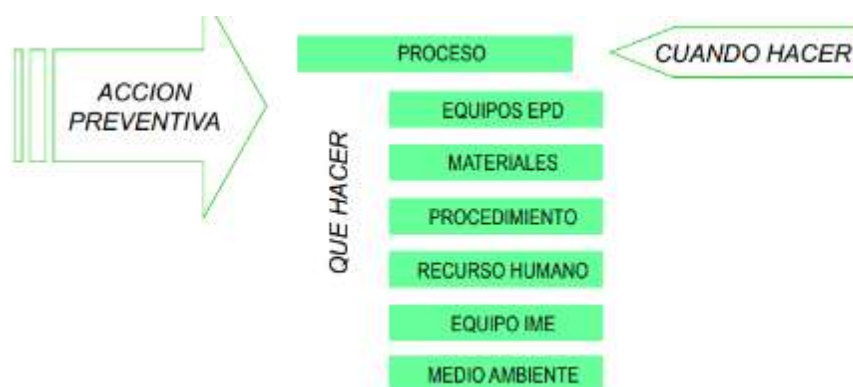 ACCION
PREVENTIVA
PROCESO
CUANDO HACER
QUE HACER
EQUIPOS EPD
MATERIALES
PROCEDIMIENTO
RECURSO HUMANO
EQUIPO IME
MEDIO AMBIENTE